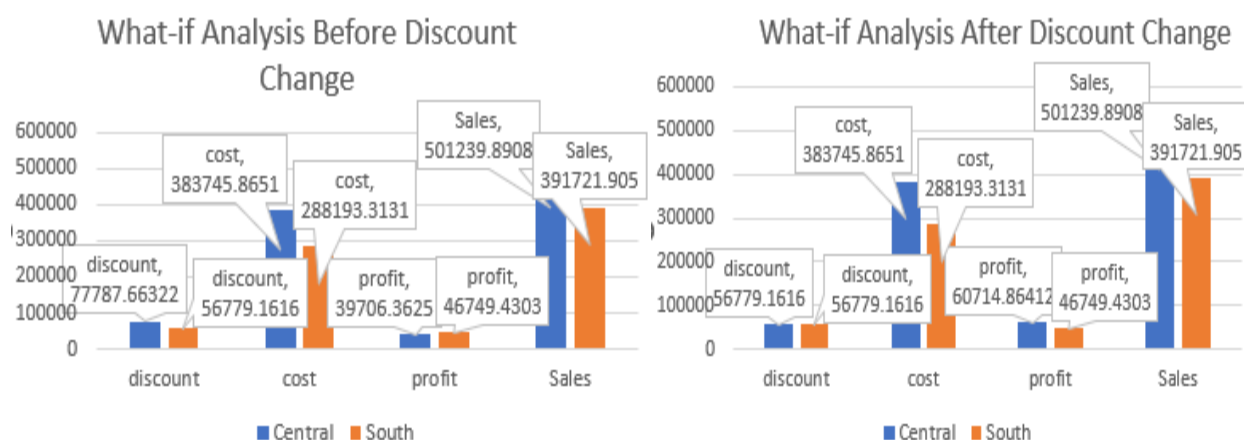 What-if Analysis Before Discount
Change
600000
500000
400000
300000
200000
100000
0
cost,
383745.8651
cost,
288193.3131
Sales,
501239.8908
Sales,
391721.905
discount,
77787.66322
discount,
56779.1616
profit,
39706.3625
profit,
46749.4303
discount
cost
profit
Sales
Central
South
What-if Analysis After Discount Change
600000
500000
400000
300000
200000
100000
0
cost,
383745.8651
cost,
288193.3131
Sales,
501239.8908
Sales,
391721.905
discount,
56779.1616
discount,
56779.1616
profit,
60714.86412
profit,
46749.4303
discount
cost
profit
Sales
Central
South